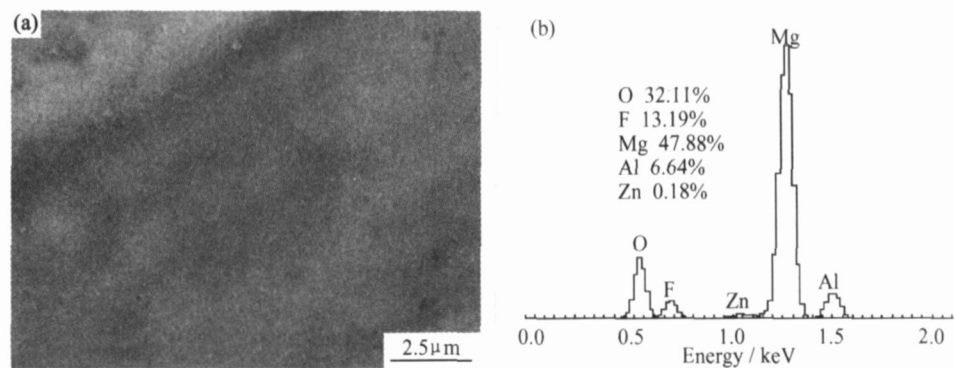 (a)
2.5μm
(b)
Mg
O 32.11%
F 13.19%
Mg 47.88%
Al 6.64%
Zn 0.18%
O
F
Zn
Al
0.0 0.5 1.0 1.5 2.0
Energy / keV